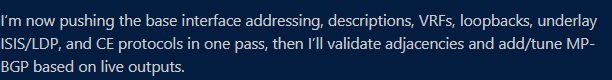 I'm now pushing the base interface addressing, descriptions, VRFs, loopbacks, underlay
ISIS/LDP, and CE protocols in one pass, then I'll validate adjacencies and add/tune MP-
BGP based on live outputs.